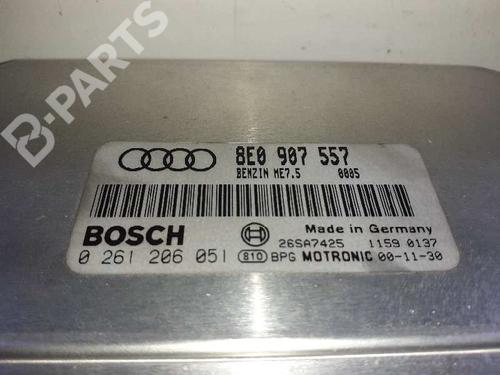 B-PARTS
8E0 907 557
BENZIN ME7.5 0005
BOSCH
Made in Germany
26SA7425 1159 0137
0 261 206 051 810 BPG MOTRONIC 00-11-30